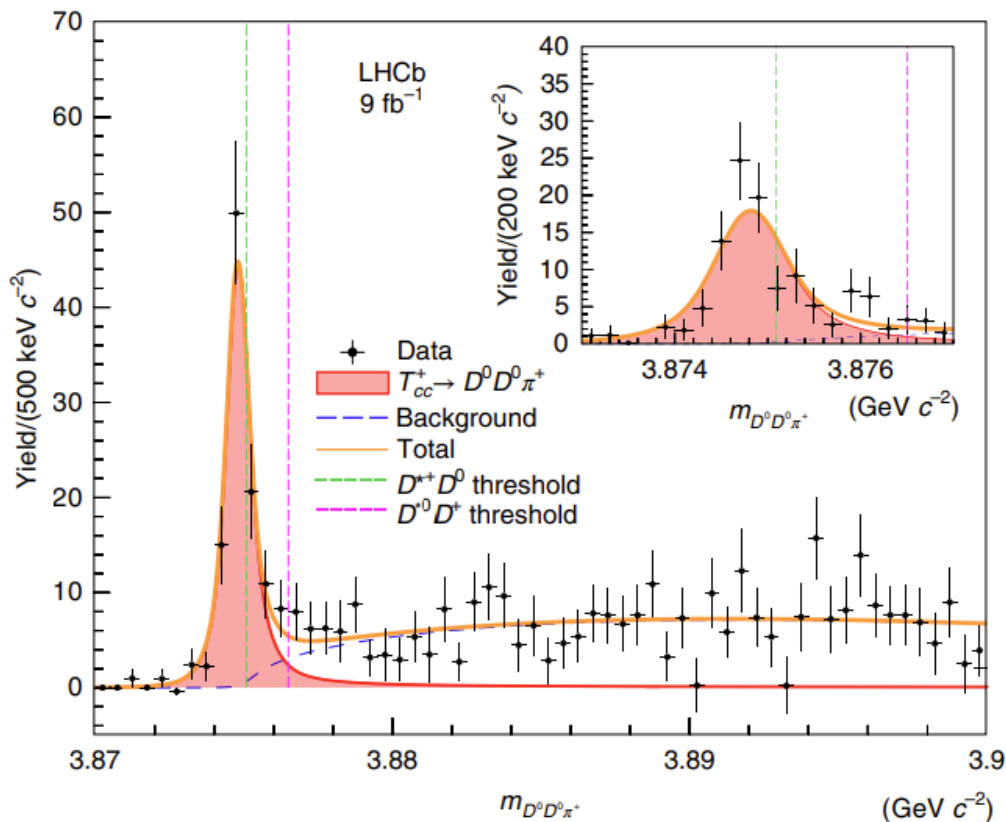 70
60
50
40
30
20
10
0
Yield/(500 keV c⁻²)
LHCb
9 fb⁻¹
Data
T⁺cc → D⁰D⁰π⁺
Background
Total
D*⁺D⁰ threshold
D*⁰D⁺ threshold
3.87
3.88
3.89
3.9
m D⁰D⁰π⁺
(GeV c⁻²)
40
35
30
25
20
15
10
5
0
Yield/(200 keV c⁻²)
3.874
3.876
m D⁰D⁰π⁺
(GeV c⁻²)